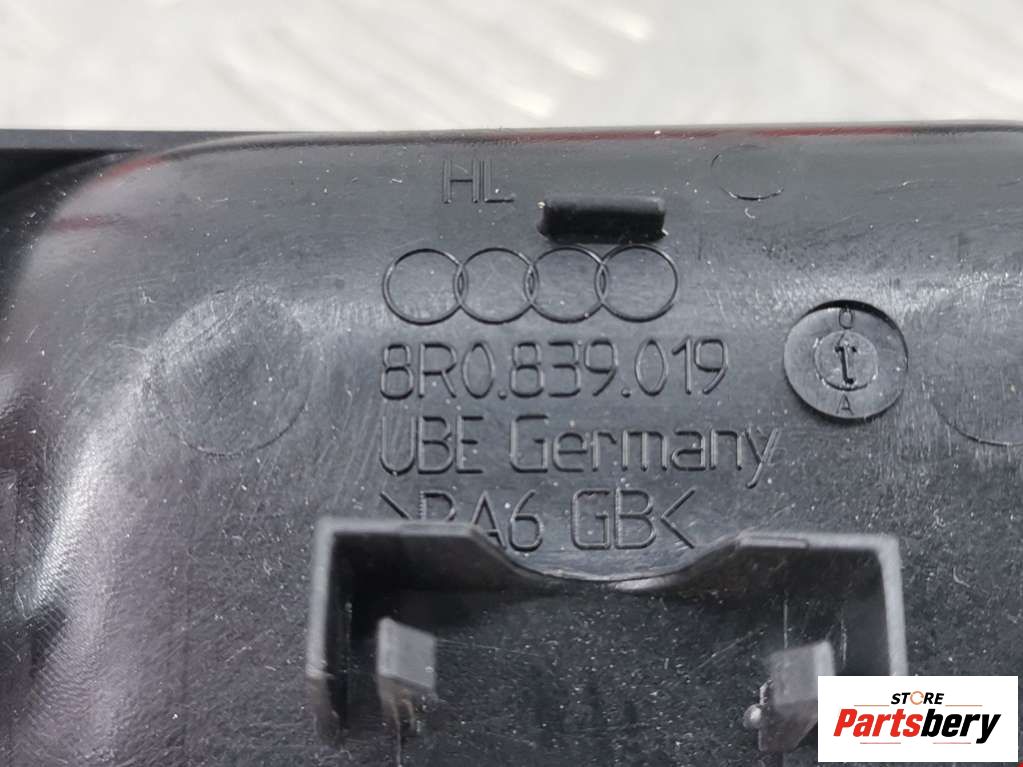 HL
8R0.839.019
UBE Germany
>PA6 GB<
O
A
STORE
Partsbery